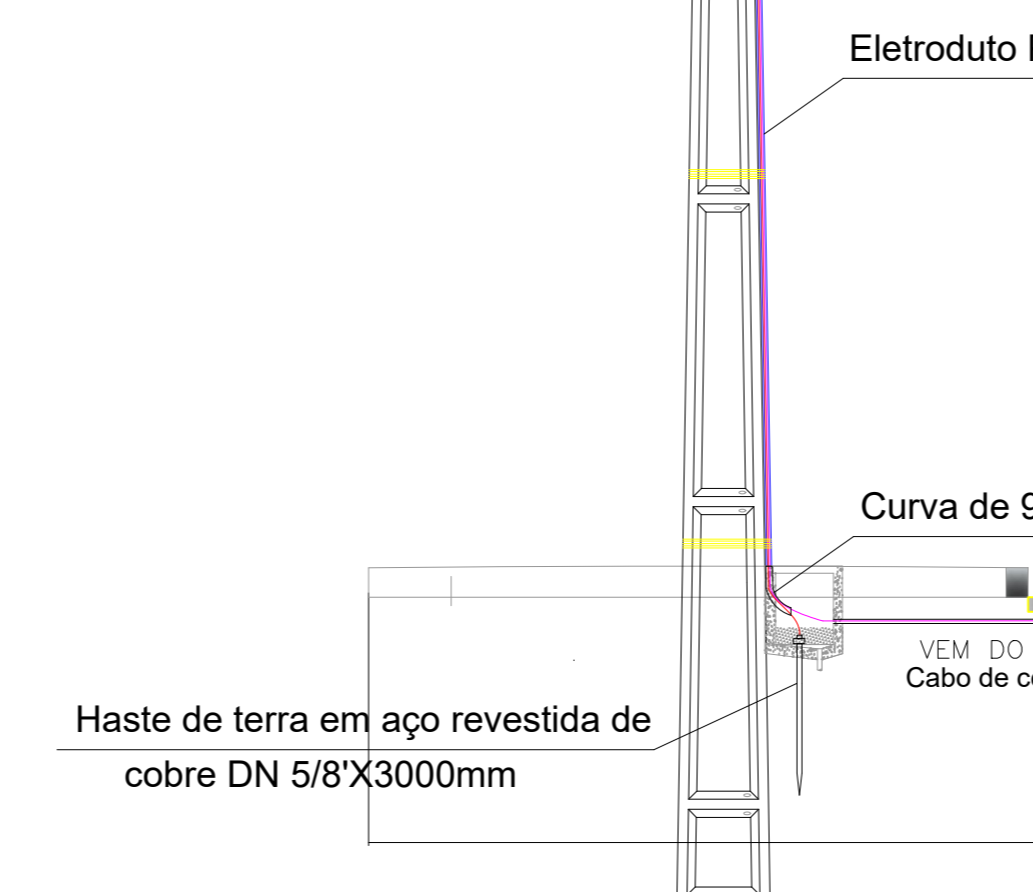 Eletroduto
Curva de 9
VEM DO
Cabo de
Haste de terra em aço revestida de
cobre DN 5/8'X3000mm